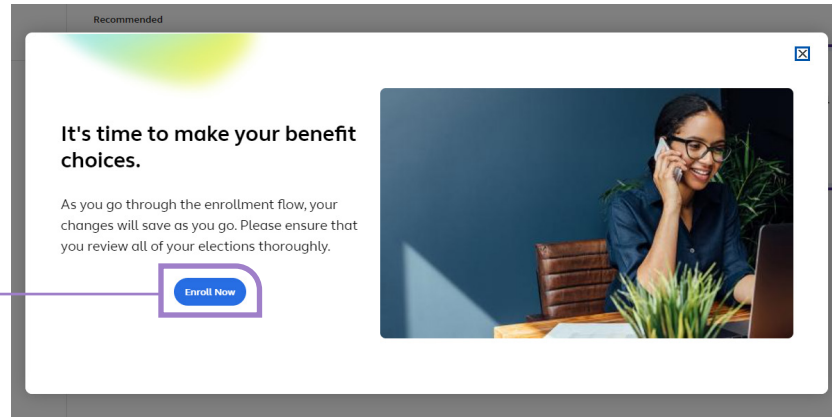 Recommended
It's time to make your benefit
choices.
As you go through the enrollment flow, your
changes will save as you go. Please ensure that
you review all of your elections thoroughly.
Enroll Now